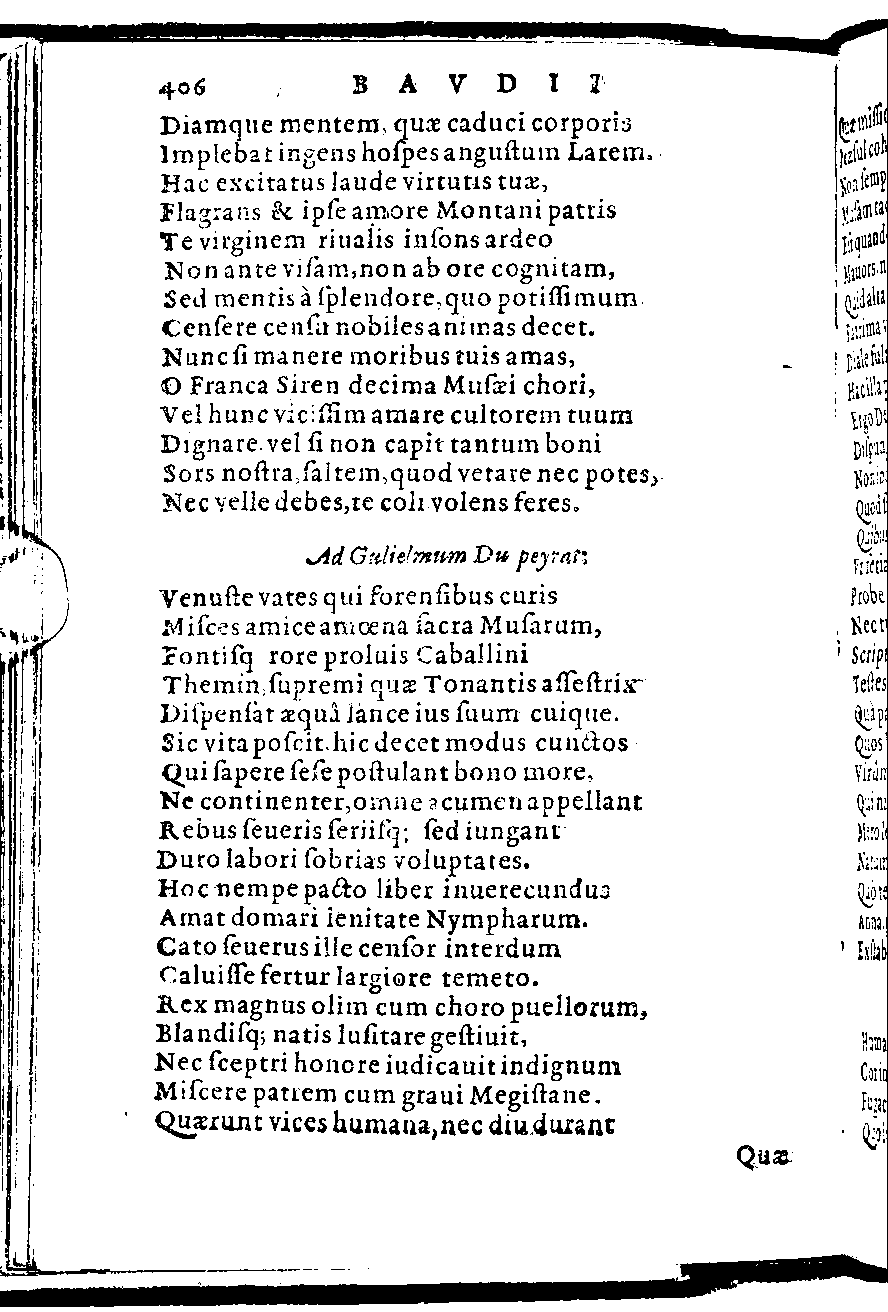 406 B A V D I I
Diamque mentem, quæ caduci corporis
Implebat ingens hoſpes anguſtum Larem.
Hac excitatus laude virtutis tuæ,
Flagrans & ipſe amore Montani patris
Te virginem riualis inſons ardeo
Non ante viſam, non ab ore cognitam,
Sed mentis à ſplendore, quo potiſſimum
Cenſere cenſu nobiles animas decet.
Nunc ſi manere moribus tuis amas,
O Franca Siren decima Muſæi chori,
Vel hunc viciſſim amare cultorem tuum
Dignare. vel ſi non capit tantum boni
Sors noſtra, ſaltem, quod vetare nec potes,
Nec velle debes, te coli volens feres.
Ad Gulielmum Du peyrat;
Venuſte vates qui forenſibus curis
Miſces amice amœna ſacra Muſarum,
Fontiſq rore proluis Caballini
Themin, ſupremi quæ Tonantis aſſeſtrix
Diſpenſat æquâ lance ius ſuum cuique.
Sic vita poſcit. hic decet modus cunctos
Qui ſapere ſeſe poſtulant bono more,
Ne continenter, omne acumen appellant
Rebus ſeueris ſeriiſq; ſed iungant
Duro labori ſobrias voluptates.
Hoc nempe pacto liber inuerecundus
Amat domari lenitate Nympharum.
Cato ſeuerus ille cenſor interdum
Caluiſſe fertur largiore temeto.
Rex magnus olim cum choro puellorum,
Blandiſq; natis luſitare geſtiuit,
Nec ſceptri honore iudicauit indignum
Miſcere patrem cum graui Megiſtane.
Quærunt vices humana, nec diu durant
Quæ